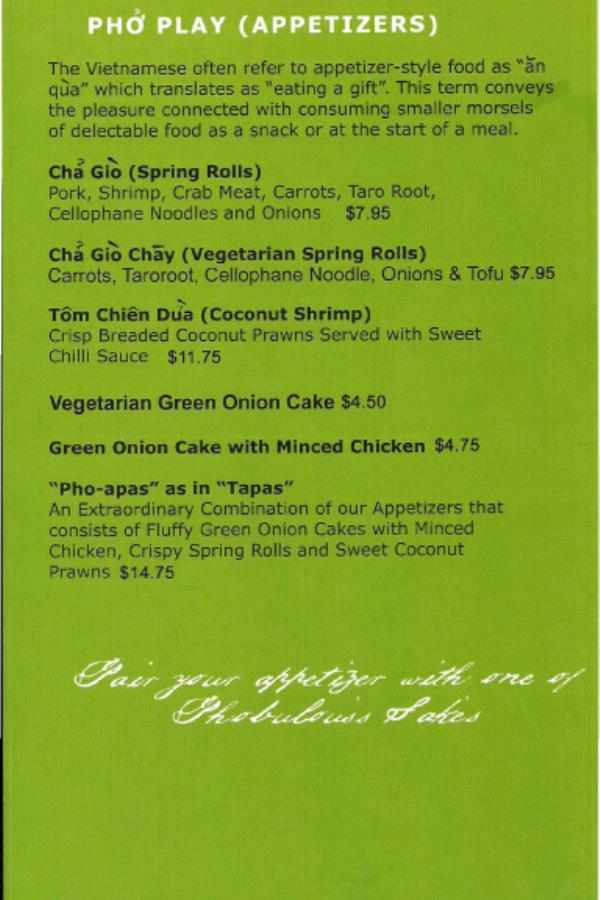 PHỞ PLAY (APPETIZERS)
The Vietnamese often refer to appetizer-style food as “ăn
qùa” which translates as “eating a gift”. This term conveys
the pleasure connected with consuming smaller morsels
of delectable food as a snack or at the start of a meal.
Chả Giò (Spring Rolls)
Pork, Shrimp, Crab Meat, Carrots, Taro Root,
Cellophane Noodles and Onions $7.95
Chả Giò Chãy (Vegetarian Spring Rolls)
Carrots, Taroroot, Cellophane Noodle, Onions & Tofu $7.95
Tôm Chiên Dừa (Coconut Shrimp)
Crisp Breaded Coconut Prawns Served with Sweet
Chilli Sauce $11.75
Vegetarian Green Onion Cake $4.50
Green Onion Cake with Minced Chicken $4.75
“Pho-apas” as in “Tapas”
An Extraordinary Combination of our Appetizers that
consists of Fluffy Green Onion Cakes with Minced
Chicken, Crispy Spring Rolls and Sweet Coconut
Prawns $14.75
Pair your appetizer with one of
Phobulouiss Sakes